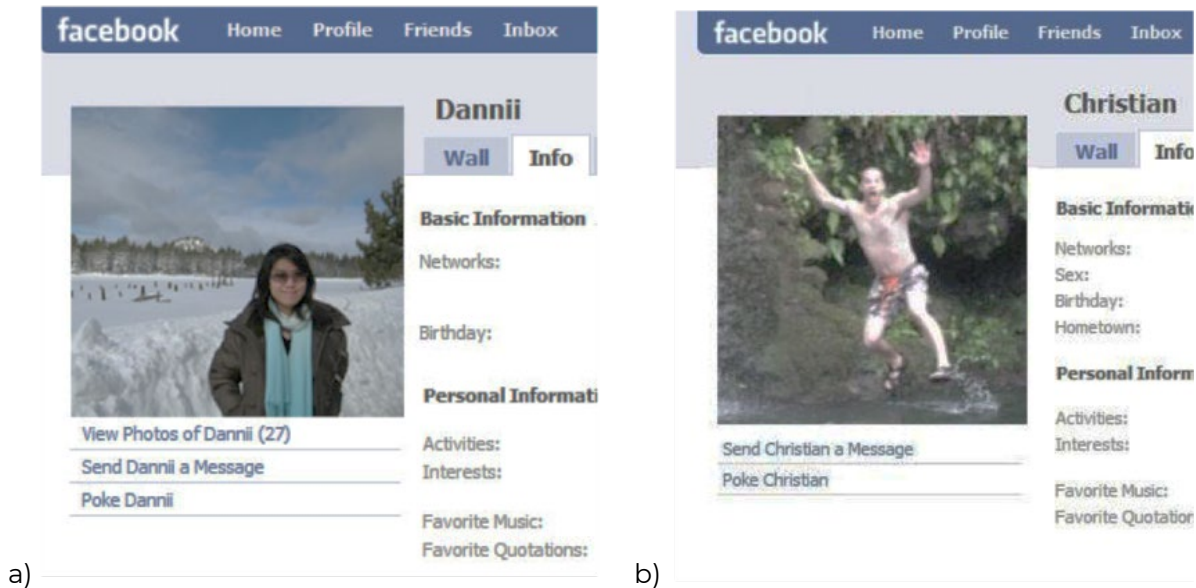 facebook Home Profile Friends Inbox
Dannii
Wall Info
Basic Information
Networks:
Birthday:
Personal Informati
Activities:
Interests:
Favorite Music:
Favorite Quotations:
View Photos of Dannii (27)
Send Dannii a Message
Poke Dannii
a)
facebook Home Profile Friends Inbox
Christian
Wall Info
Basic Informati
Networks:
Sex:
Birthday:
Hometown:
Personal Inform
Activities:
Interests:
Favorite Music:
Favorite Quotation
Send Christian a Message
Poke Christian
b)